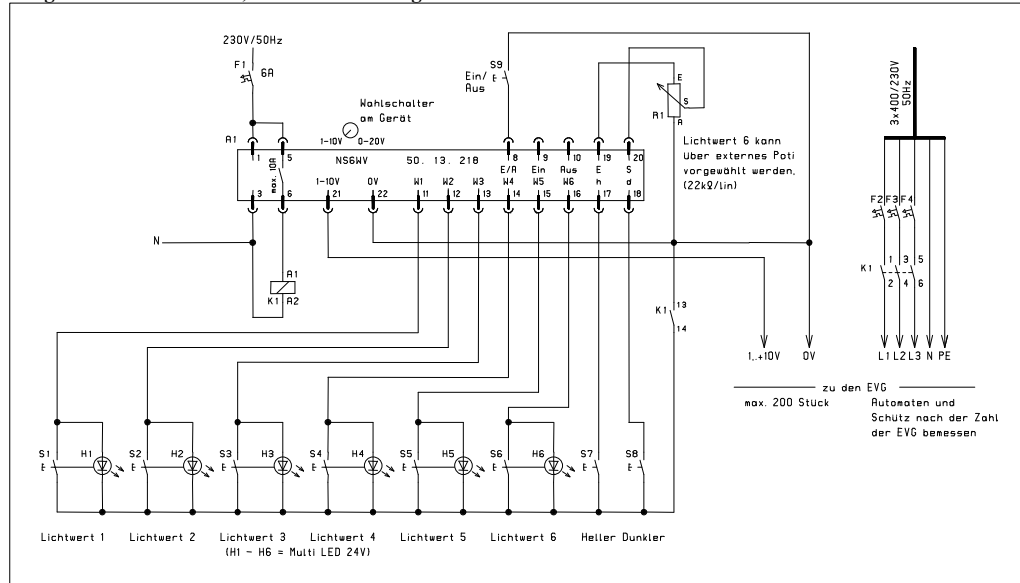 230V/50Hz
F1
6A
Wahlschalter
am Gerät
1-10V 0-20V
A1
1 5 NS6WV 50. 13. 218 8 9 10 19 20
E/A Ein Aus E S
max. 10A
1-10V 0V W1 W2 W3 W4 W5 W6 h d
3 6 21 22 11 12 13 14 15 16 17 18
S9
Ein/
Aus
E
S
R1
A
Lichtwert 6 kann
über externes Poti
vorgewählt werden.
(22kΩ/lin)
3x400/230V
50Hz
F2 F3 F4
K1
1 3 5
2 4 6
N
A1
K1 A2
K1 13
14
1..+10V 0V
L1 L2 L3 N PE
zu den EVG
max. 200 Stück
Automaten und
Schütz nach der Zahl
der EVG bemessen
S1 H1 S2 H2 S3 H3 S4 H4 S5 H5 S6 H6 S7 S8
Lichtwert 1 Lichtwert 2 Lichtwert 3 Lichtwert 4 Lichtwert 5 Lichtwert 6 Heller Dunkler
(H1 - H6 = Multi LED 24V)